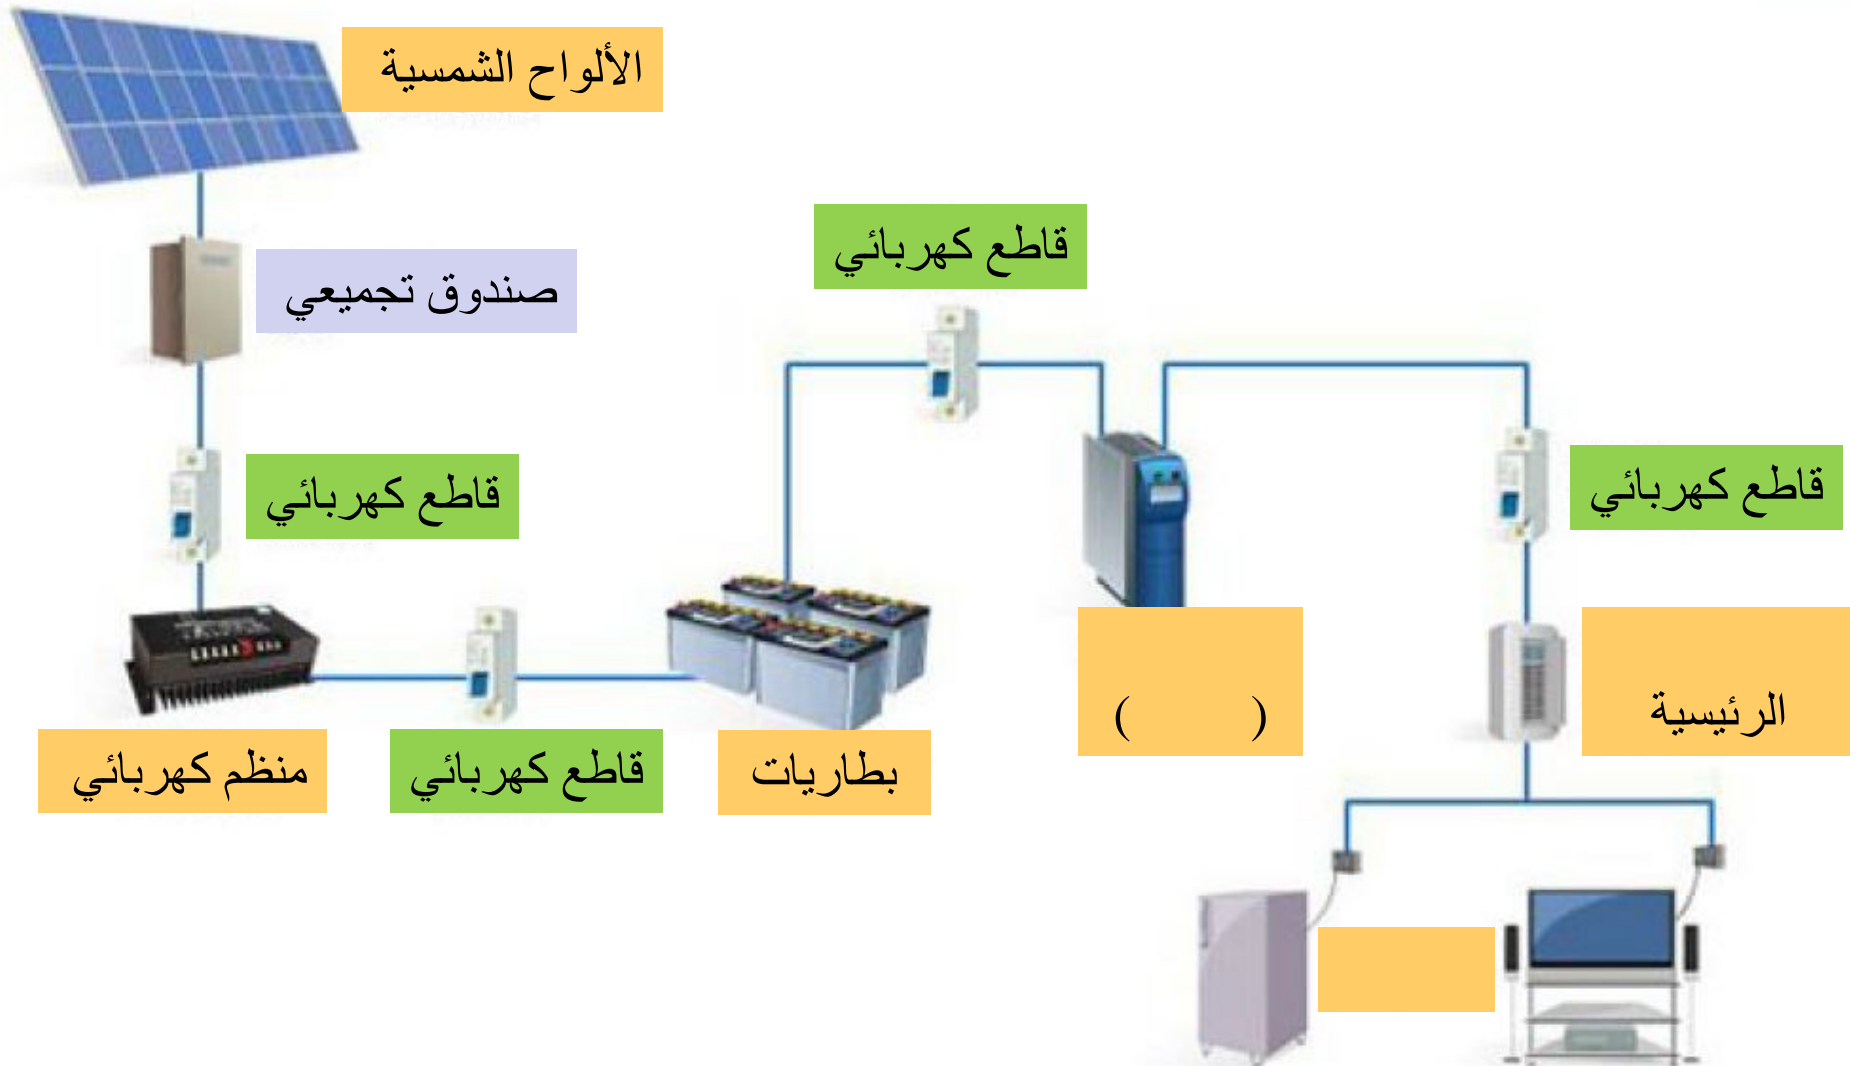 الألواح الشمسية
صندوق تجميعي
قاطع كهربائي
قاطع كهربائي
قاطع كهربائي
منظم كهربائي
قاطع كهربائي
بطاريات
( )
الرئيسية